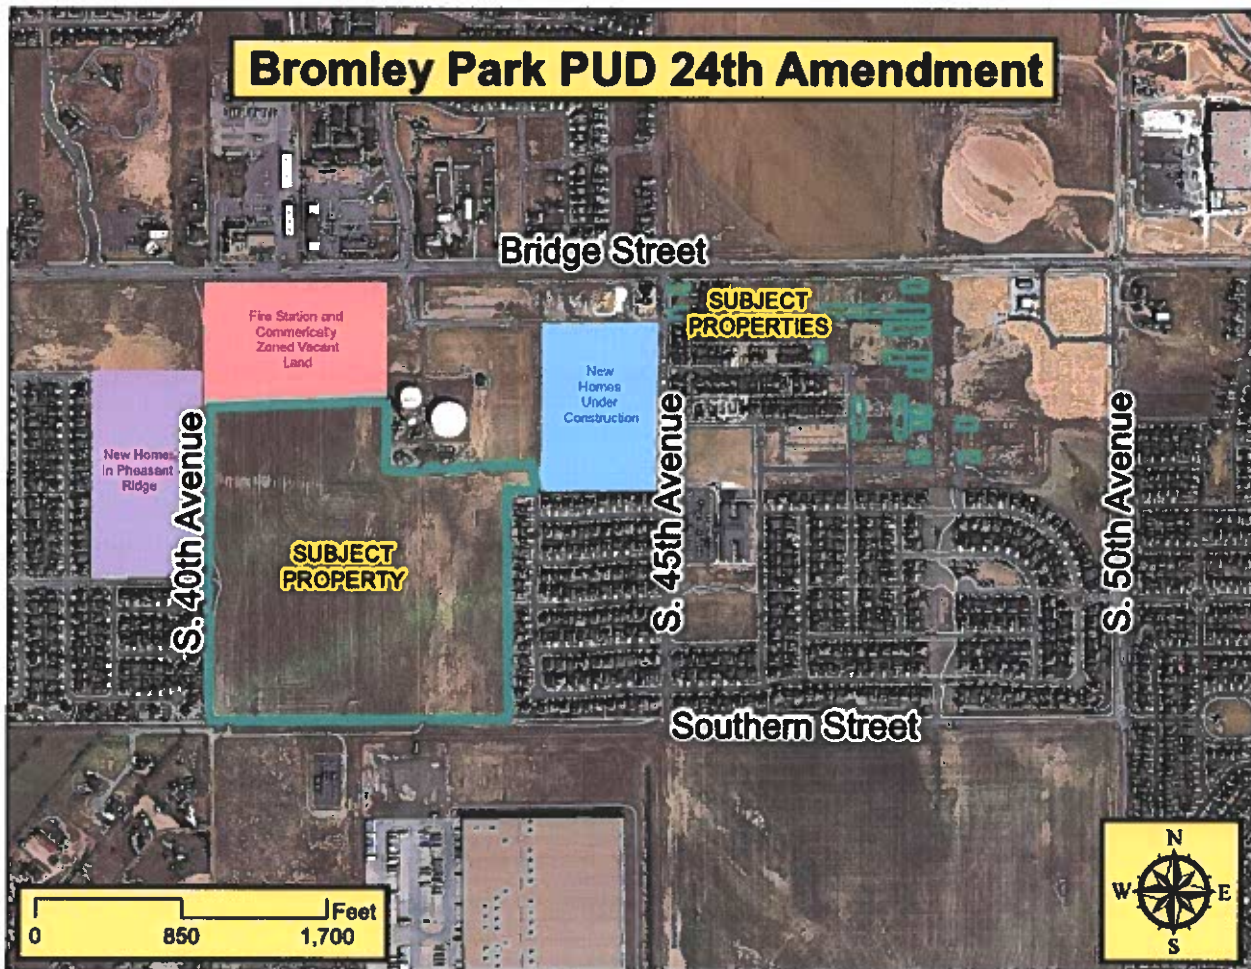 Bromley Park PUD 24th Amendment
Bridge Street
SUBJECT
PROPERTIES
Fire Station and
Commerically
Zoned Vacant
Land
New
Homes
Under
Construction
New Homes
in Pheasant
Ridge
S. 40th Avenue
S. 45th Avenue
S. 50th Avenue
SUBJECT
PROPERTY
Southern Street
Feet
0 850 1,700
N
W E
S